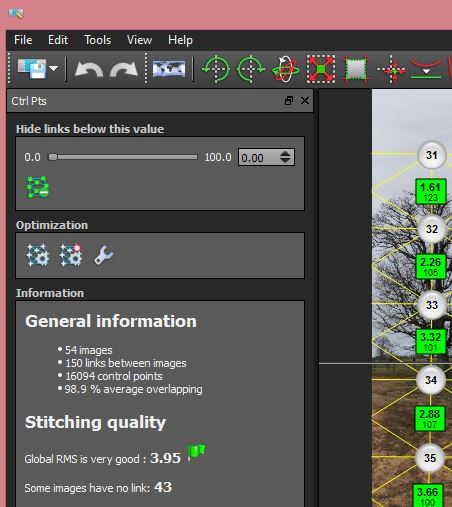 File Edit Tools View Help
Ctrl Pts
Hide links below this value
0.0 100.0 0.00
Optimization
Information
General information
• 54 images
• 150 links between images
• 16094 control points
• 98.9 % average overlapping
Stitching quality
Global RMS is very good : 3.95
Some images have no link: 43
31
1.61
123
32
2.26
105
33
3.32
101
34
2.88
107
35
3.66
100